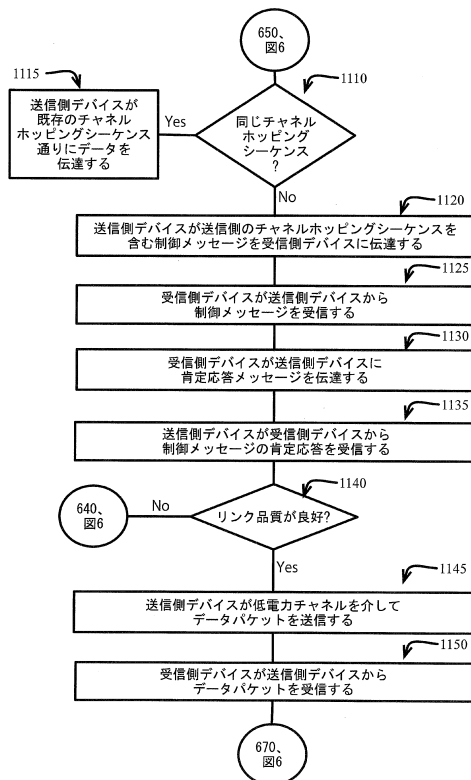 650、
図6
1115
1110
送信側デバイスが
既存のチャネル
ホッピングシーケンス
通りにデータを
伝達する
Yes
同じチャネル
ホッピング
シーケンス
?
No
1120
送信側デバイスが送信側のチャネルホッピングシーケンスを
含む制御メッセージを受信側デバイスに伝達する
1125
受信側デバイスが送信側デバイスから
制御メッセージを受信する
1130
受信側デバイスが送信側デバイスに
肯定応答メッセージを伝達する
1135
送信側デバイスが受信側デバイスから
制御メッセージの肯定応答を受信する
1140
640、
図6
No
リンク品質が良好?
Yes
1145
送信側デバイスが低電力チャネルを介して
データパケットを送信する
1150
受信側デバイスが送信側デバイスから
データパケットを受信する
670、
図6